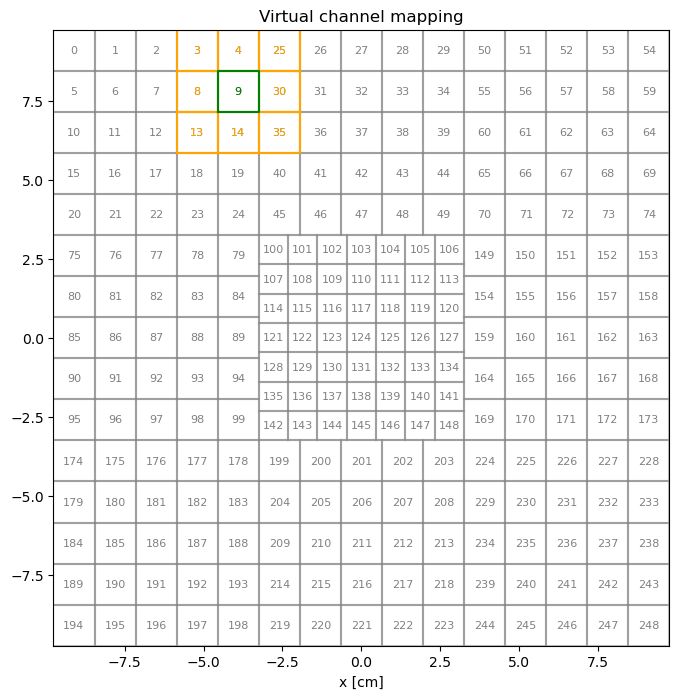 Virtual channel mapping
0 1 2 3 4 25 26 27 28 29 50 51 52 53 54
7.5
5 6 7 8 9 30 31 32 33 34 55 56 57 58 59
10 11 12 13 14 35 36 37 38 39 60 61 62 63 64
5.0
15 16 17 18 19 40 41 42 43 44 65 66 67 68 69
20 21 22 23 24 45 46 47 48 49 70 71 72 73 74
2.5
75 76 77 78 79 100 101 102 103 104 105 106 149 150 151 152 153
107 108 109 110 111 112 113
80 81 82 83 84 114 115 116 117 118 119 120 154 155 156 157 158
0.0
85 86 87 88 89 121 122 123 124 125 126 127 159 160 161 162 163
128 129 130 131 132 133 134
90 91 92 93 94 135 136 137 138 139 140 141 164 165 166 167 168
−2.5
95 96 97 98 99 142 143 144 145 146 147 148 169 170 171 172 173
174 175 176 177 178 199 200 201 202 203 224 225 226 227 228
−5.0
179 180 181 182 183 204 205 206 207 208 229 230 231 232 233
184 185 186 187 188 209 210 211 212 213 234 235 236 237 238
−7.5
189 190 191 192 193 214 215 216 217 218 239 240 241 242 243
194 195 196 197 198 219 220 221 222 223 244 245 246 247 248
−7.5 −5.0 −2.5 0.0 2.5 5.0 7.5
x [cm]